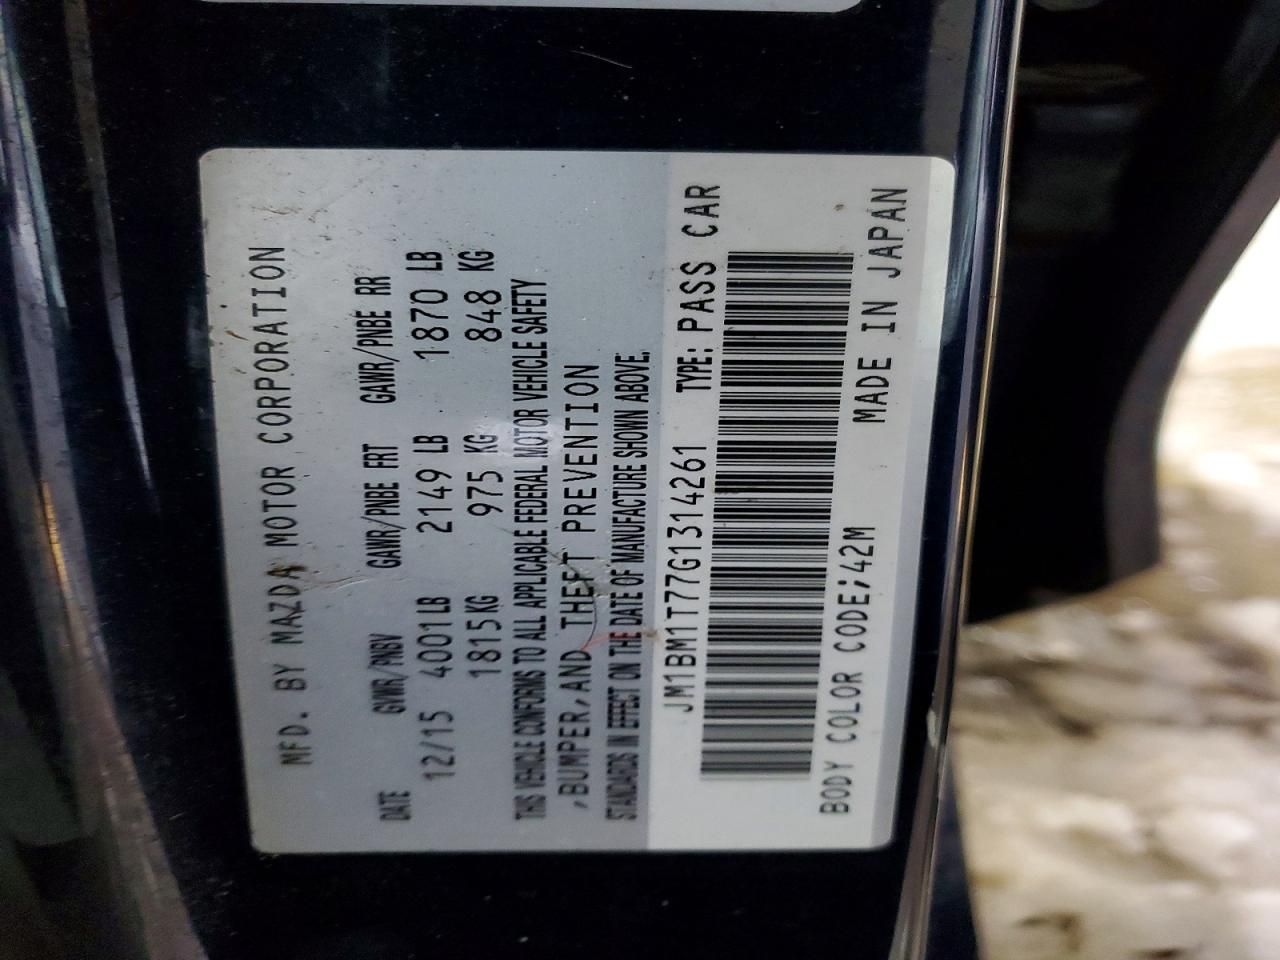 MFD. BY MAZDA MOTOR CORPORATION
DATE GWR/PNBV GAWR/PNBE FRT GAWR/PNBE RR
12/15 4001LB 2149 LB 1870 LB
1815KG 975 KG 848 KG
THIS VEHICLE CONFORMS TO ALL APPLICABLE FEDERAL MOTOR VEHICLE SAFETY
,BUMPER,AND THEFT PREVENTION
STANDARDS IN EFFECT ON THE DATE OF MANUFACTURE SHOWN ABOVE.
JM1BM1T77G1314261 TYPE: PASS CAR
BODY COLOR CODE;42M MADE IN JAPAN